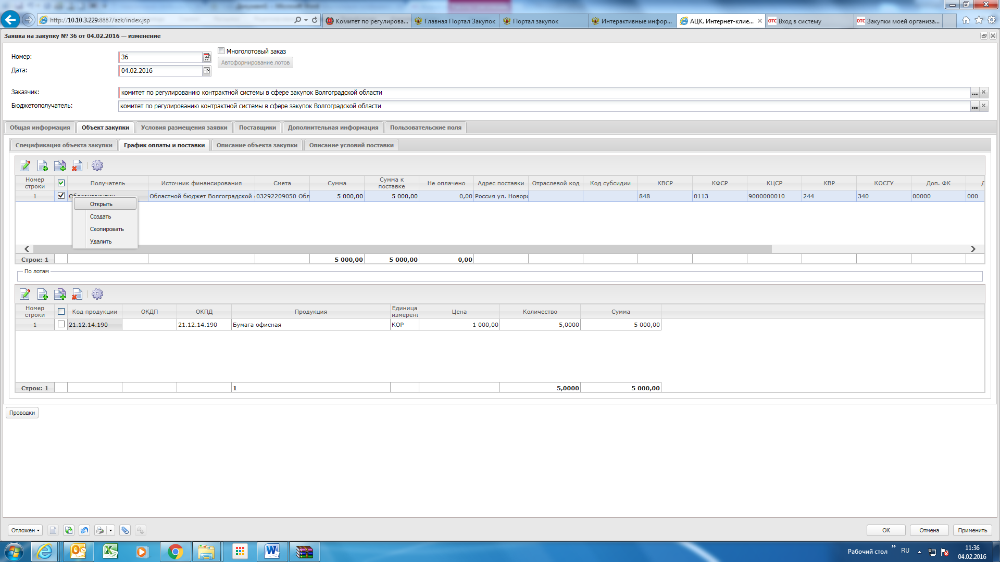 http://10.10.3.229:8887/azk/index.jsp
Комитет по регулирова...
Главная Портал Закупок
Портал закупок
Интерактивные инфор...
АЦК. Интернет-клие...
отс Вход в систему
отс Закупки моей организа...
Заявка на закупку № 36 от 04.02.2016 — изменение
Номер: 36 Многолотовый заказ
Автоформирование лотов
Дата: 04.02.2016
Заказчик: комитет по регулированию контрактной системы в сфере закупок Волгоградской области
Бюджетополучатель: комитет по регулированию контрактной системы в сфере закупок Волгоградской области
Общая информация Объект закупки Условия размещения заявки Поставщики Дополнительная информация Пользовательские поля
Спецификация объекта закупки График оплаты и поставки Описание объекта закупки Описание условий поставки
Номер строки Получатель Источник финансирования Смета Сумма Сумма к поставке Не оплачено Адрес поставки Отраслевой код Код субсидии КВСР КФСР КЦСР КВР КОСГУ Доп. ФК Д
1 Областной бюджет Волгоградской 03292209050 Обл 5 000,00 5 000,00 0,00 Россия ул. Новоро 848 0113 9000000010 244 340 00000 000
Открыть
Создать
Скопировать
Удалить
Строк: 1 5 000,00 5 000,00 0,00
По лотам
Номер строки Код продукции ОКДП ОКПД Продукция Единица измерени Цена Количество Сумма
1 21.12.14.190 21.12.14.190 Бумага офисная КОР 1 000,00 5,0000 5 000,00
Строк: 1 1 5,0000 5 000,00
Проводки
Отложен ОК Отмена Применить
Рабочий стол » RU 11:36
04.02.2016